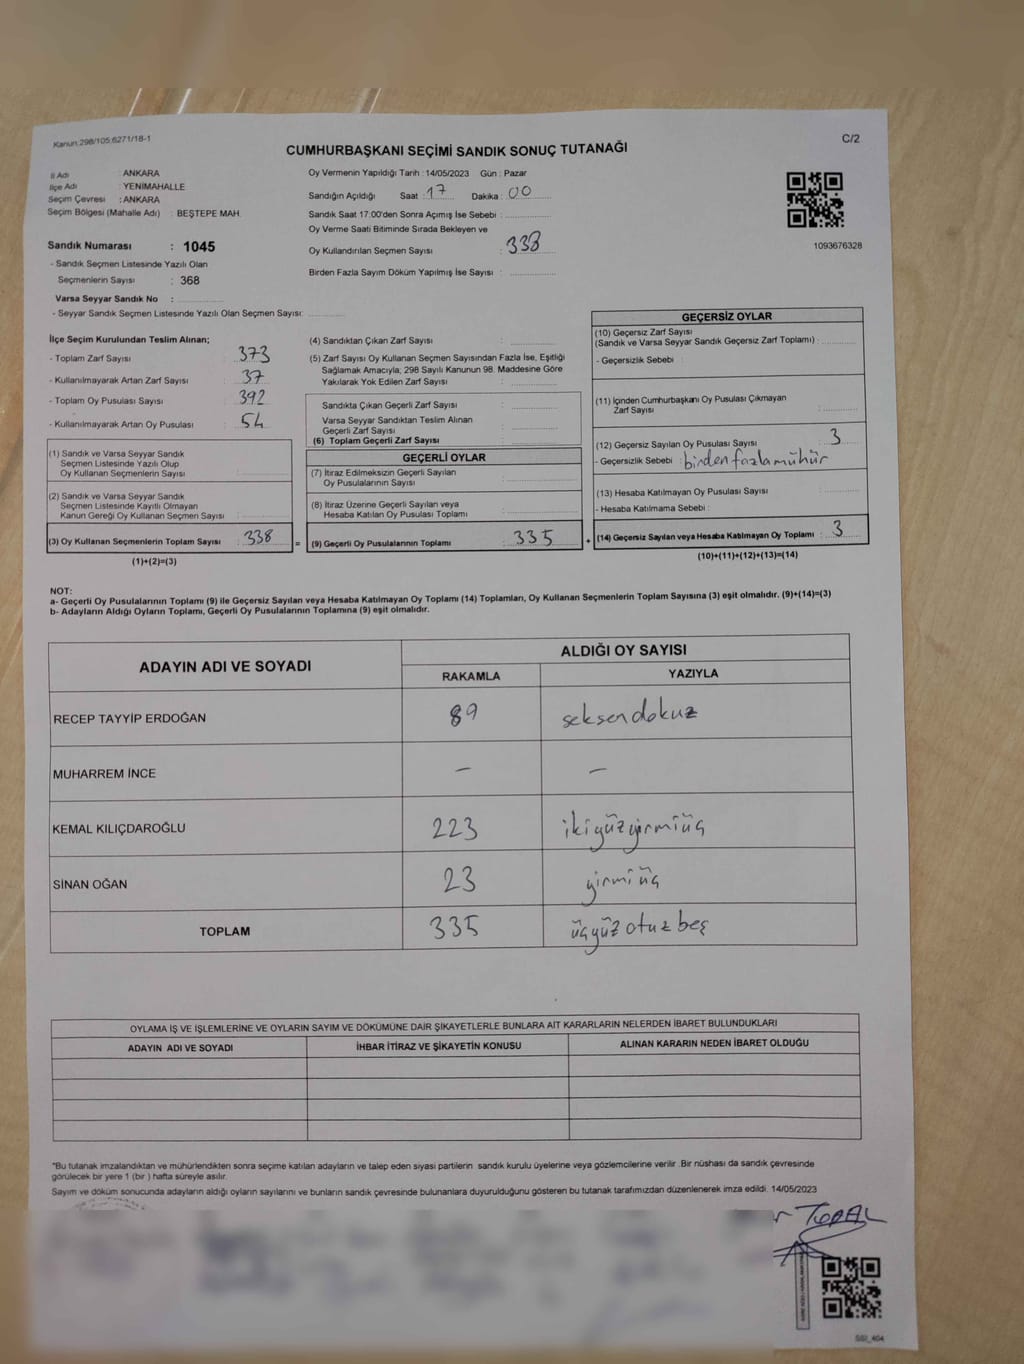 Kanun:298/105;6271/18-1
C/2
CUMHURBAŞKANI SEÇİMİ SANDIK SONUÇ TUTANAĞI
İl Adı : ANKARA
İlçe Adı : YENİMAHALLE
Seçim Çevresi : ANKARA
Seçim Bölgesi (Mahalle Adı) : BEŞTEPE MAH.
Sandık Numarası : 1045
- Sandık Seçmen Listesinde Yazılı Olan
Seçmenlerin Sayısı : 368
Varsa Seyyar Sandık No :
- Seyyar Sandık Seçmen Listesinde Yazılı Olan Seçmen Sayısı:
Oy Vermenin Yapıldığı Tarih : 14/05/2023 Gün : Pazar
Sandığın Açıldığı Saat : 17 Dakika : 00
Sandık Saat 17:00'den Sonra Açımış İse Sebebi :
Oy Verme Saati Bitiminde Sırada Bekleyen ve
Oy Kullandırılan Seçmen Sayısı : 338
Birden Fazla Sayım Döküm Yapılmış İse Sayısı :
1093676328
İlçe Seçim Kurulundan Teslim Alınan;
- Toplam Zarf Sayısı : 373
- Kullanılmayarak Artan Zarf Sayısı : 37
- Toplam Oy Pusulası Sayısı : 392
- Kullanılmayarak Artan Oy Pusulası : 54
(1) Sandık ve Varsa Seyyar Sandık
Seçmen Listesinde Yazılı Olup
Oy Kullanan Seçmenlerin Sayısı :
(2) Sandık ve Varsa Seyyar Sandık
Seçmen Listesinde Kayıtlı Olmayan
Kanun Gereği Oy Kullanan Seçmen Sayısı :
(3) Oy Kullanan Seçmenlerin Toplam Sayısı : 338
(1)+(2)=(3)
(4) Sandıktan Çıkan Zarf Sayısı :
(5) Zarf Sayısı Oy Kullanan Seçmen Sayısından Fazla İse, Eşitliği
Sağlamak Amacıyla; 298 Sayılı Kanunun 98. Maddesine Göre
Yakılarak Yok Edilen Zarf Sayısı :
Sandıkta Çıkan Geçerli Zarf Sayısı :
Varsa Seyyar Sandıktan Teslim Alınan
Geçerli Zarf Sayısı :
(6) Toplam Geçerli Zarf Sayısı :
GEÇERLİ OYLAR
(7) İtiraz Edilmeksizin Geçerli Sayılan
Oy Pusulalarının Sayısı :
(8) İtiraz Üzerine Geçerli Sayılan veya
Hesaba Katılan Oy Pusulası Toplamı :
= (9) Geçerli Oy Pusulalarının Toplamı : 335
GEÇERSİZ OYLAR
(10) Geçersiz Zarf Sayısı
(Sandık ve Varsa Seyyar Sandık Geçersiz Zarf Toplamı) :
- Geçersizlik Sebebi :
(11) İçinden Cumhurbaşkanı Oy Pusulası Çıkmayan
Zarf Sayısı :
(12) Geçersiz Sayılan Oy Pusulası Sayısı : 3
- Geçersizlik Sebebi : birden fazla mühür
(13) Hesaba Katılmayan Oy Pusulası Sayısı :
- Hesaba Katılmama Sebebi :
+ (14) Geçersiz Sayılan veya Hesaba Katılmayan Oy Toplamı : 3
(10)+(11)+(12)+(13)=(14)
NOT:
a- Geçerli Oy Pusulalarının Toplamı (9) ile Geçersiz Sayılan veya Hesaba Katılmayan Oy Toplamı (14) Toplamları, Oy Kullanan Seçmenlerin Toplam Sayısına (3) eşit olmalıdır. (9)+(14)=(3)
b- Adayların Aldığı Oyların Toplamı, Geçerli Oy Pusulalarının Toplamına (9) eşit olmalıdır.
ADAYIN ADI VE SOYADI
ALDIĞI OY SAYISI
RAKAMLA YAZIYLA
RECEP TAYYİP ERDOĞAN 89 seksendokuz
MUHARREM İNCE – –
KEMAL KILIÇDAROĞLU 223 ikiyüzyirmiüç
SİNAN OĞAN 23 yirmiüç
TOPLAM 335 üçyüzotuzbeş
OYLAMA İŞ VE İŞLEMLERİNE VE OYLARIN SAYIM VE DÖKÜMÜNE DAİR ŞİKAYETLERLE BUNLARA AİT KARARLARIN NELERDEN İBARET BULUNDUKLARI
ADAYIN ADI VE SOYADI İHBAR İTİRAZ VE ŞİKAYETİN KONUSU ALINAN KARARIN NEDEN İBARET OLDUĞU
"Bu tutanak imzalandıktan ve mühürlendikten sonra seçime katılan adayların ve talep eden siyasi partilerin sandık kurulu üyelerine veya gözlemcilerine verilir .Bir nüshası da sandık çevresinde
görülecek bir yere 1 (bir ) hafta süreyle asılır.
Sayım ve döküm sonucunda adayların aldığı oyların sayılarını ve bunların sandık çevresinde bulunanlara duyurulduğunu gösteren bu tutanak tarafımızdan düzenlenerek imza edildi. 14/05/2023
TOPAL
SSI_404